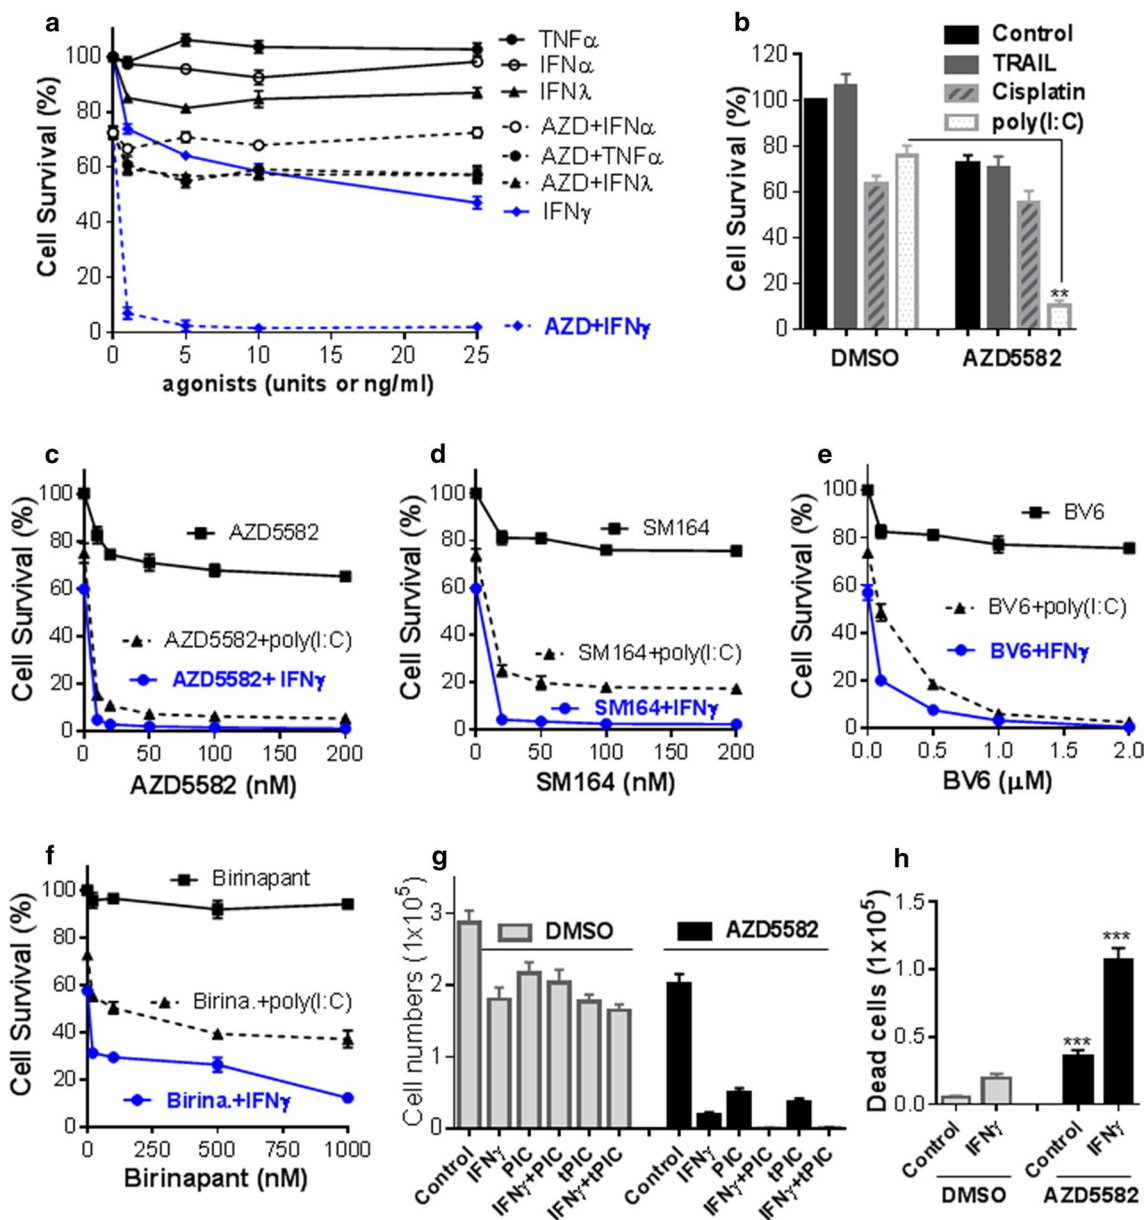 a
Cell Survival (%)
100
80
60
40
20
0
0
5
10
15
20
25
agonists (units or ng/ml)
TNFα
IFNα
IFNλ
AZD+IFNα
AZD+TNFα
AZD+IFNλ
IFNγ
AZD+IFNγ
b
Cell Survival (%)
120
100
80
60
40
20
0
Control
TRAIL
Cisplatin
poly(I:C)
**
DMSO
AZD5582
c
Cell Survival (%)
100
80
60
40
20
0
AZD5582
AZD5582+poly(I:C)
AZD5582+ IFNγ
0
50
100
150
200
AZD5582 (nM)
d
Cell Survival (%)
100
80
60
40
20
0
SM164
SM164+poly(I:C)
SM164+IFNγ
0
50
100
150
200
SM164 (nM)
e
Cell Survival (%)
100
80
60
40
20
0
BV6
BV6+poly(I:C)
BV6+IFNγ
0.0
0.5
1.0
1.5
2.0
BV6 (μM)
f
Cell Survival (%)
100
80
60
40
20
0
Birinapant
Birina.+poly(I:C)
Birina.+IFNγ
0
250
500
750
1000
Birinapant (nM)
g
Cell numbers (1x10⁵)
3
2
1
0
DMSO
AZD5582
Control
IFNγ
PIC
IFNγ+PIC
tPIC
IFNγ+tPIC
Control
IFNγ
PIC
IFNγ+PIC
tPIC
IFNγ+tPIC
h
Dead cells (1x10⁵)
1.5
1.0
0.5
0.0
***
***
Control
IFNγ
Control
IFNγ
DMSO
AZD5582